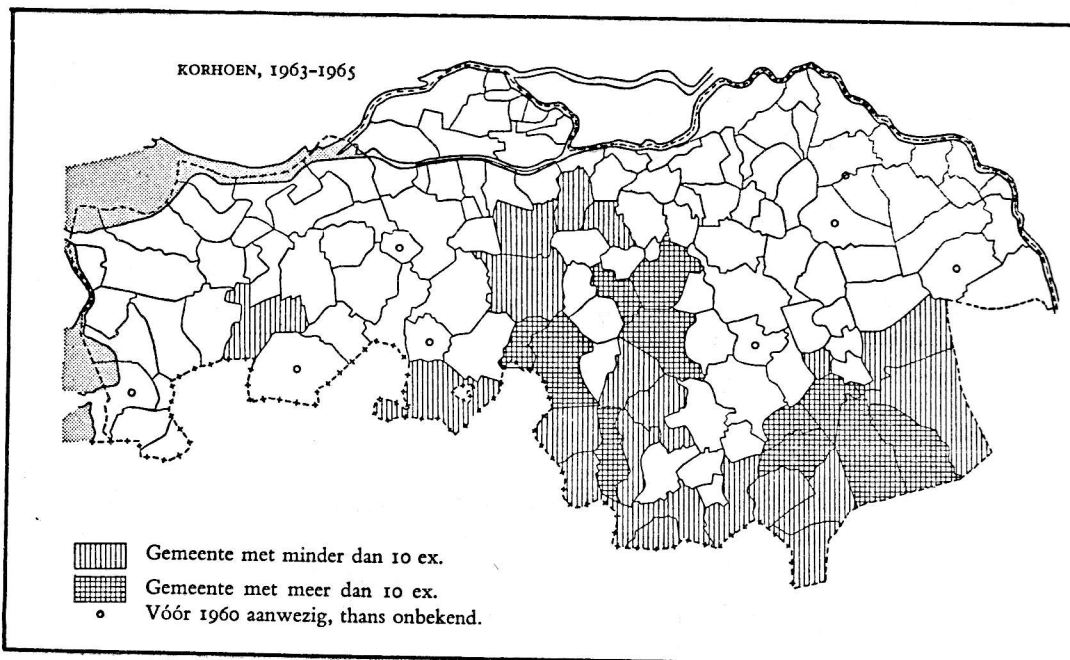 KORHOEN, 1963–1965
Gemeente met minder dan 10 ex.
Gemeente met meer dan 10 ex.
Vóór 1960 aanwezig, thans onbekend.